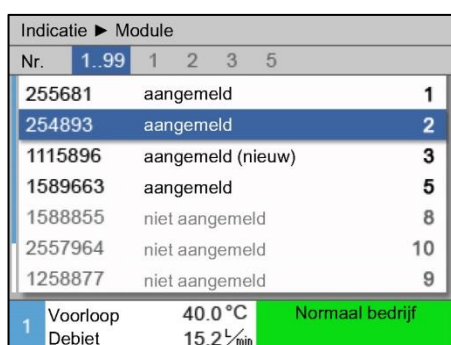 Indicatie ► Module
Nr. 1..99 1 2 3 5
255681 aangemeld 1
254893 aangemeld 2
1115896 aangemeld (nieuw) 3
1589663 aangemeld 5
1588855 niet aangemeld 8
2557964 niet aangemeld 10
1258877 niet aangemeld 9
1 Voorloop 40.0 °C Normaal bedrijf
Debiet 15.2 L/min